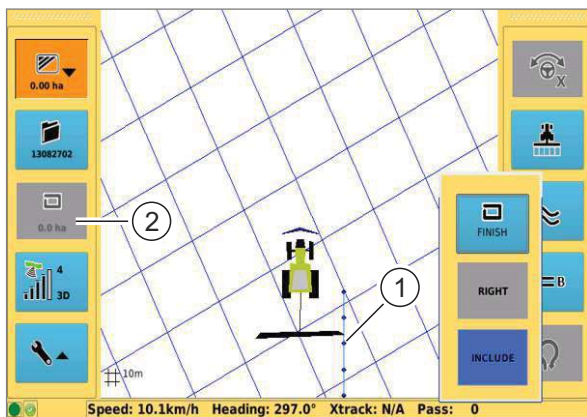 0.00 ha
13082702
0.0 ha
4
3D
10m
X
FINISH
RIGHT
INCLUDE
=B
1
2
Speed: 10.1km/h Heading: 297.0° Xtrack: N/A Pass: 0